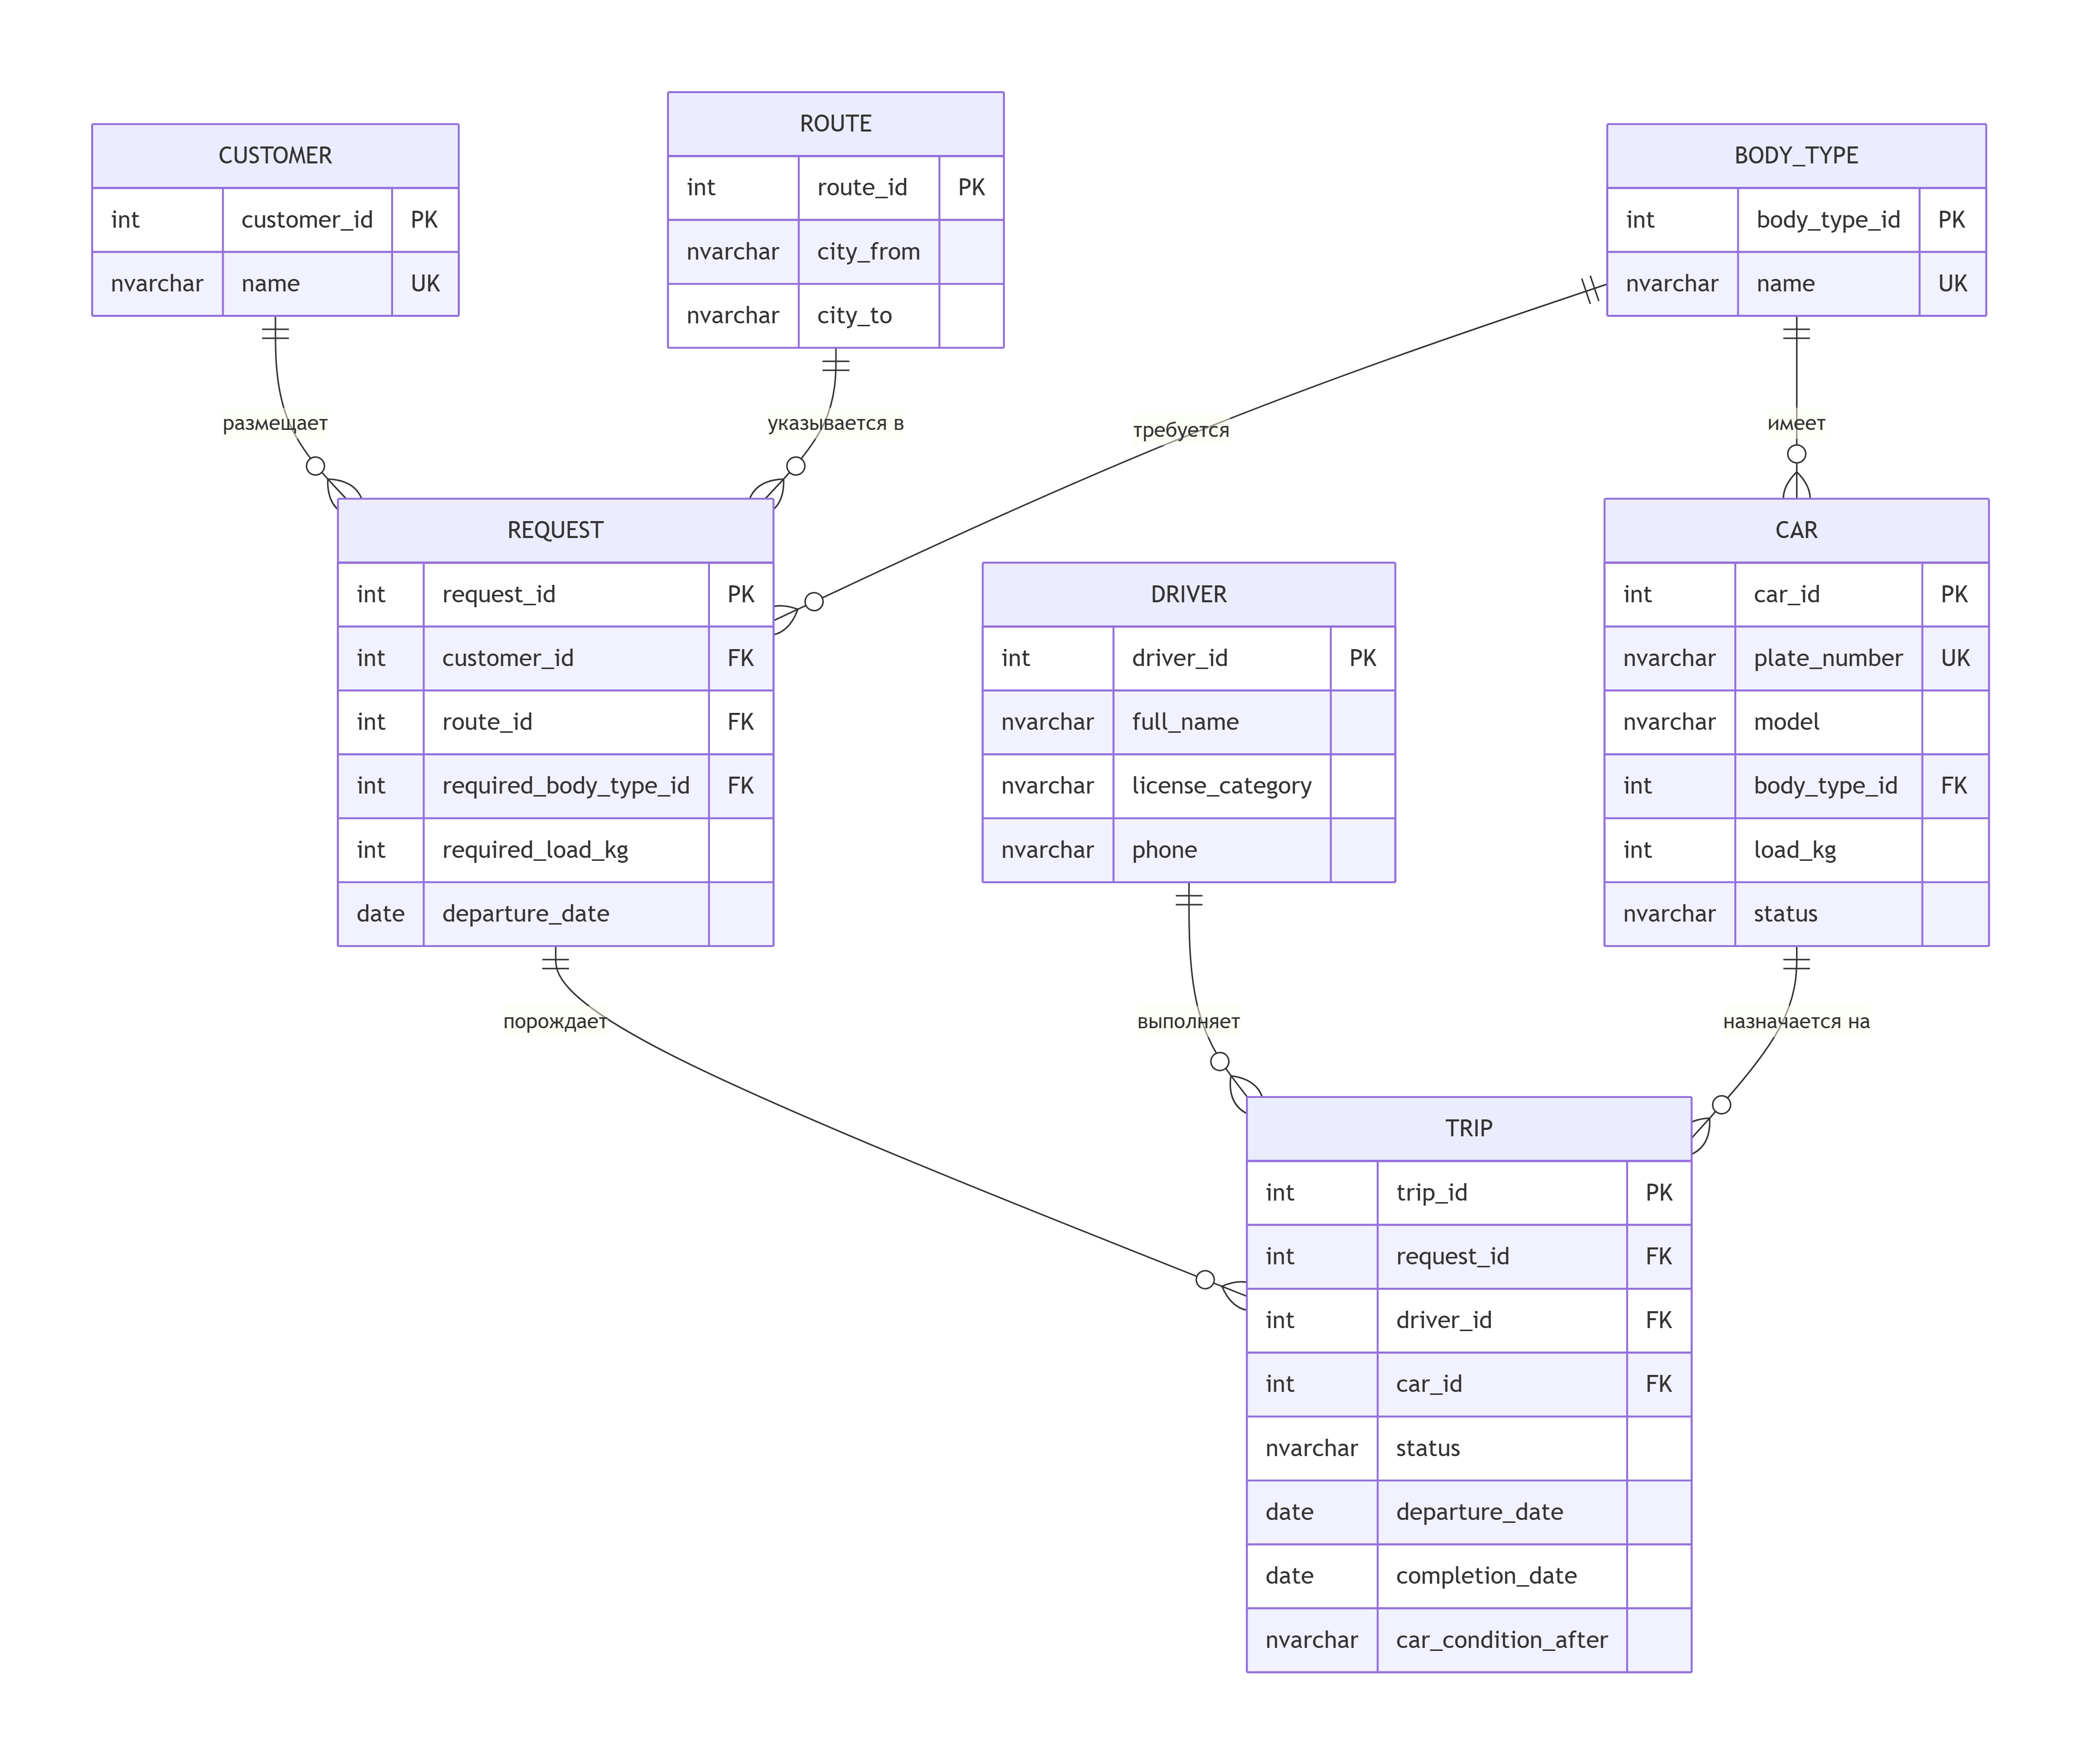 CUSTOMER
int customer_id PK
nvarchar name UK
ROUTE
int route_id PK
nvarchar city_from
nvarchar city_to
BODY_TYPE
int body_type_id PK
nvarchar name UK
размещает
указывается в
требуется
имеет
REQUEST
int request_id PK
int customer_id FK
int route_id FK
int required_body_type_id FK
int required_load_kg
date departure_date
DRIVER
int driver_id PK
nvarchar full_name
nvarchar license_category
nvarchar phone
CAR
int car_id PK
nvarchar plate_number UK
nvarchar model
int body_type_id FK
int load_kg
nvarchar status
порождает
выполняет
назначается на
TRIP
int trip_id PK
int request_id FK
int driver_id FK
int car_id FK
nvarchar status
date departure_date
date completion_date
nvarchar car_condition_after